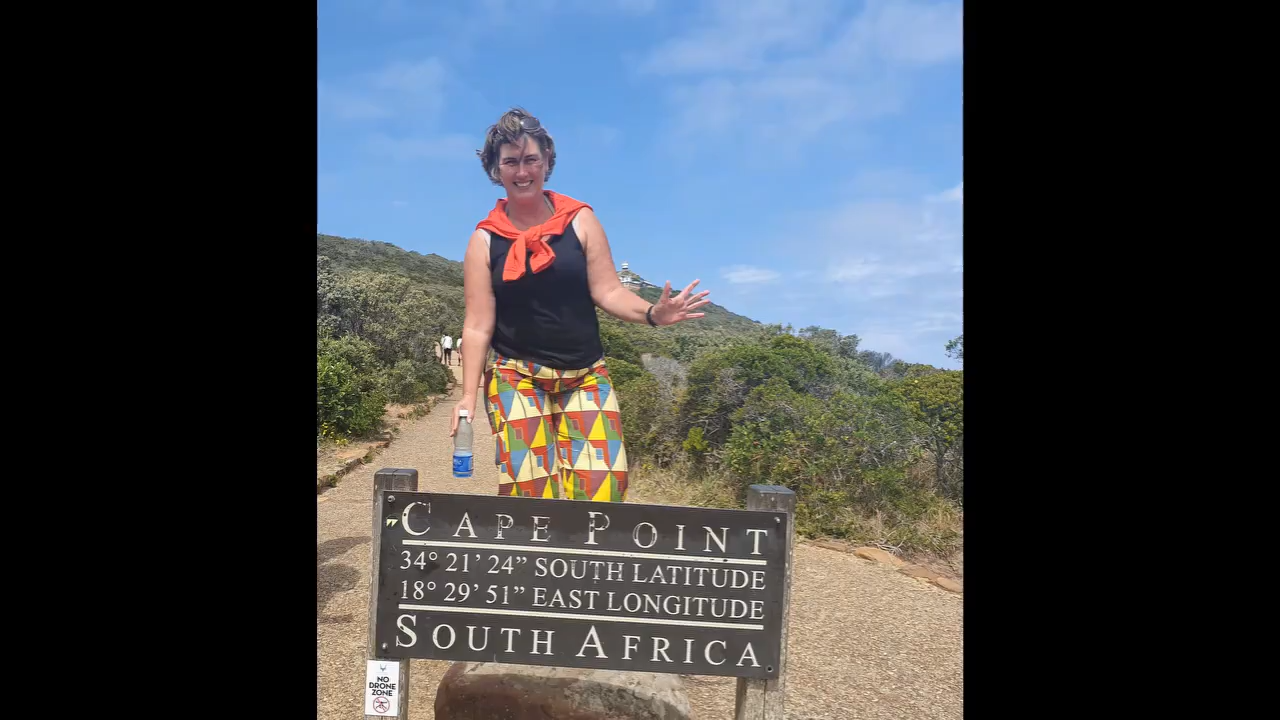 CAPE POINT
34° 21' 24" SOUTH LATITUDE
18° 29' 51" EAST LONGITUDE
SOUTH AFRICA
NO
DRONE
ZONE